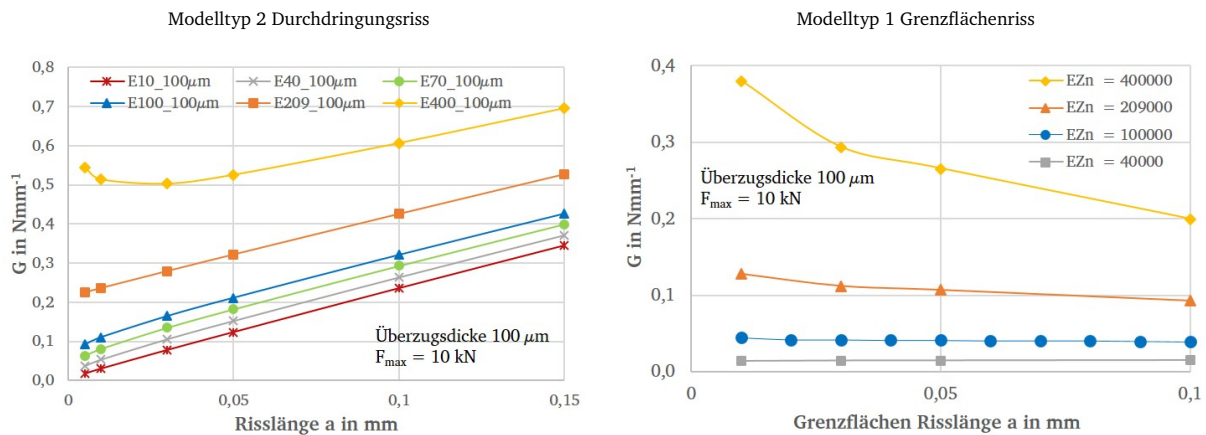 Modelltyp 2 Durchdringungsriss
0,8
0,7
0,6
0,5
0,4
0,3
0,2
0,1
0,0
G in Nmm-1
E10_100µm E40_100µm E70_100µm
E100_100µm E209_100µm E400_100µm
Überzugsdicke 100 µm
Fmax = 10 kN
0 0,05 0,1 0,15
Risslänge a in mm
Modelltyp 1 Grenzflächenriss
0,4
0,3
0,2
0,1
0,0
G in Nmm-1
EZn = 400000
EZn = 209000
EZn = 100000
EZn = 40000
Überzugsdicke 100 µm
Fmax = 10 kN
0 0,05 0,1
Grenzflächen Risslänge a in mm